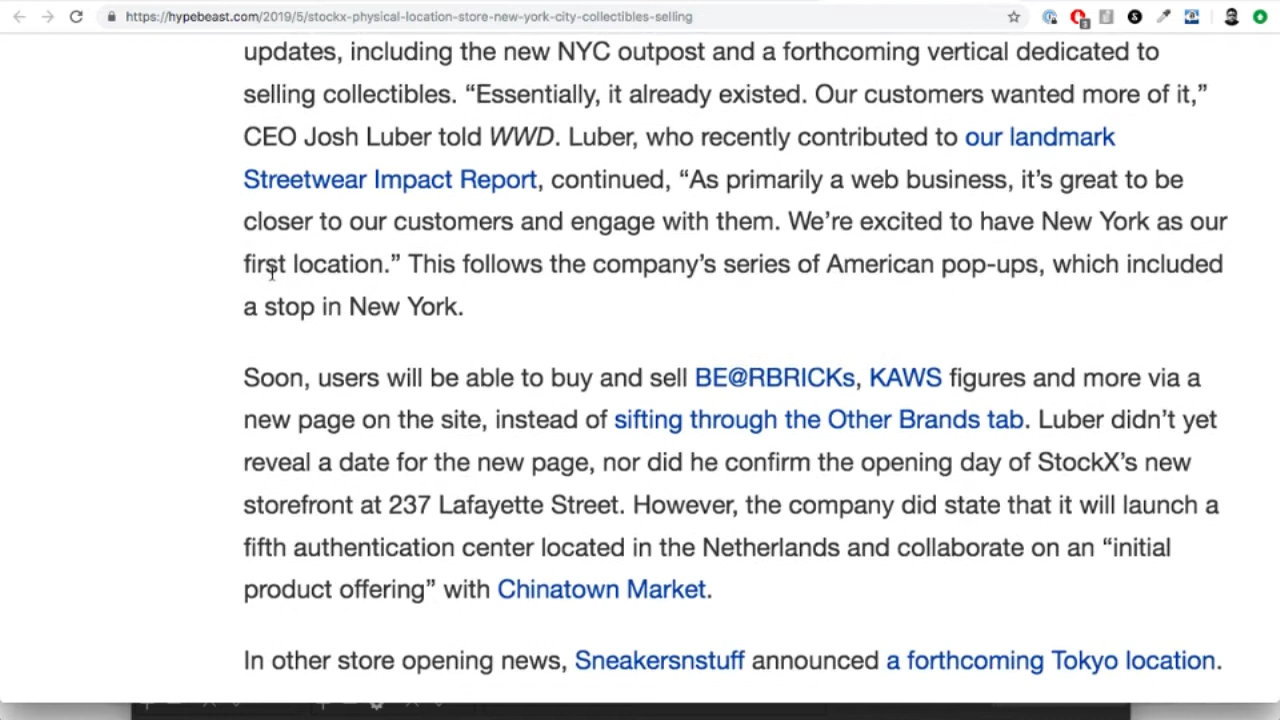 https://hypebeast.com/2019/5/stockx-physical-location-store-new-york-city-collectibles-selling
updates, including the new NYC outpost and a forthcoming vertical dedicated to
selling collectibles. “Essentially, it already existed. Our customers wanted more of it,”
CEO Josh Luber told WWD. Luber, who recently contributed to our landmark
Streetwear Impact Report, continued, “As primarily a web business, it’s great to be
closer to our customers and engage with them. We’re excited to have New York as our
first location.” This follows the company’s series of American pop-ups, which included
a stop in New York.
Soon, users will be able to buy and sell BE@RBRICKs, KAWS figures and more via a
new page on the site, instead of sifting through the Other Brands tab. Luber didn’t yet
reveal a date for the new page, nor did he confirm the opening day of StockX’s new
storefront at 237 Lafayette Street. However, the company did state that it will launch a
fifth authentication center located in the Netherlands and collaborate on an “initial
product offering” with Chinatown Market.
In other store opening news, Sneakersnstuff announced a forthcoming Tokyo location.